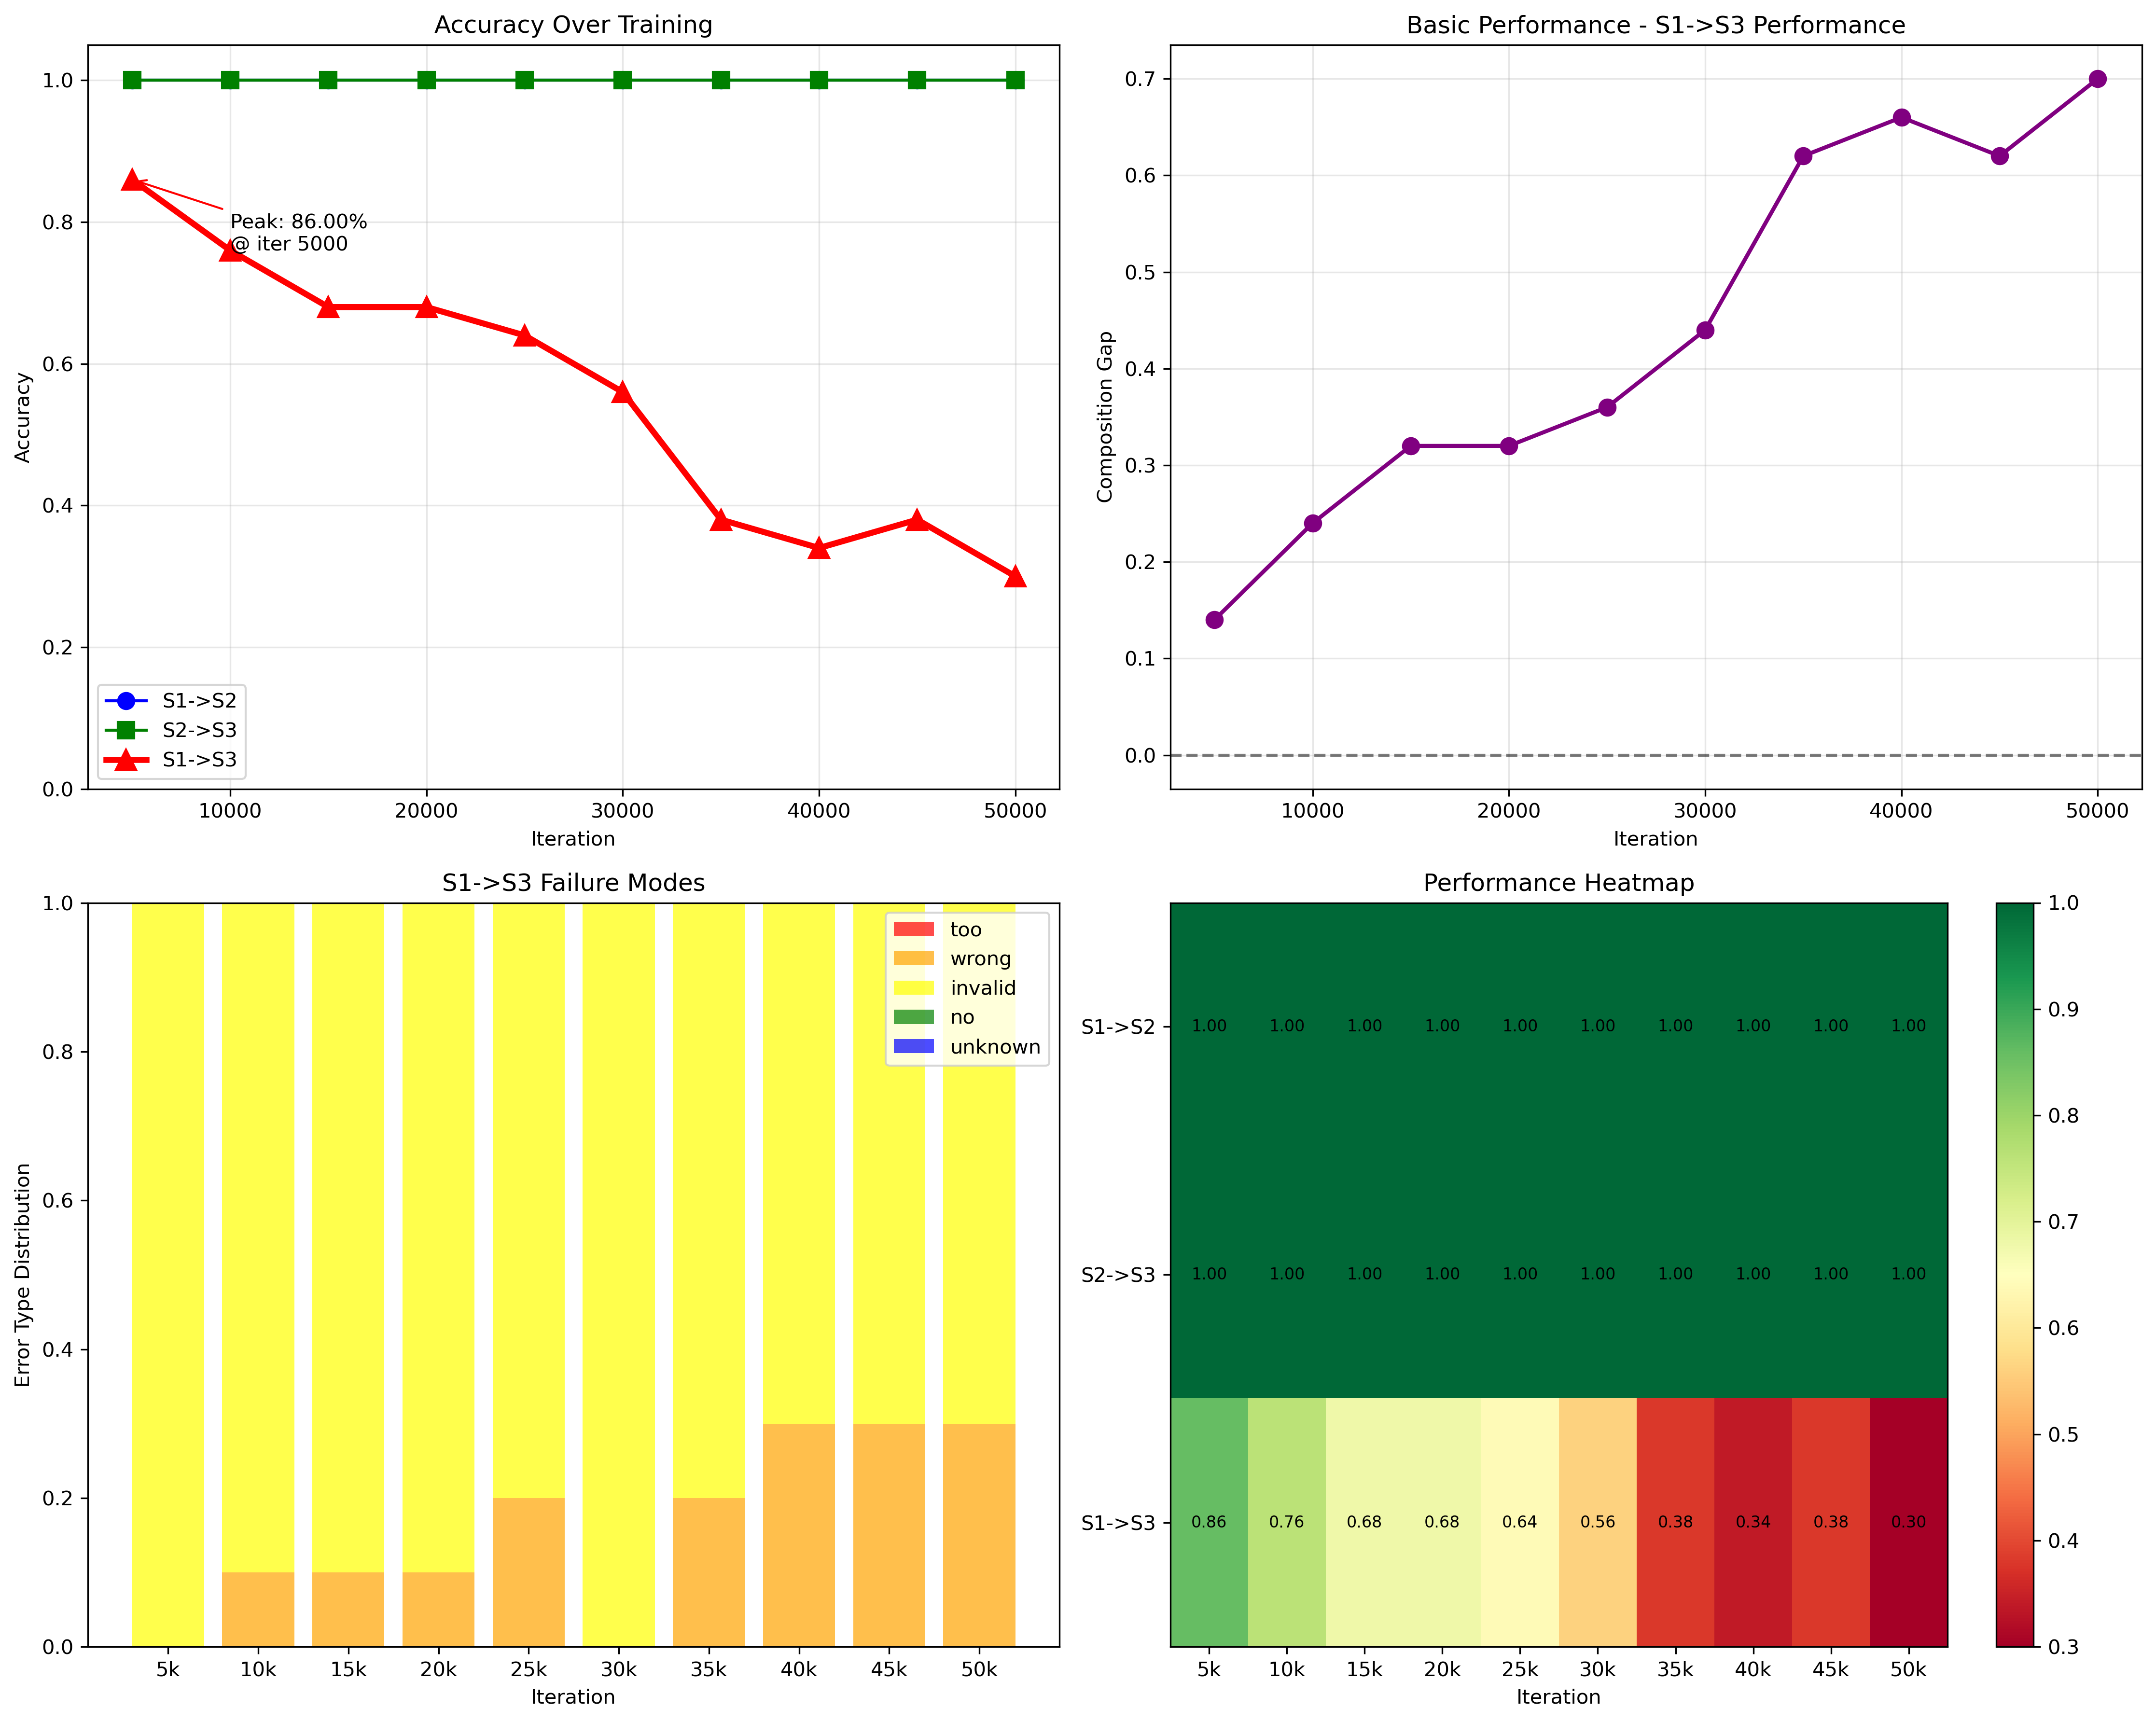 Accuracy Over Training
1.0
0.8
0.6
0.4
0.2
0.0
Accuracy
Peak: 86.00%
@ iter 5000
S1->S2
S2->S3
S1->S3
10000 20000 30000 40000 50000
Iteration
Basic Performance - S1->S3 Performance
0.7
0.6
0.5
0.4
0.3
0.2
0.1
0.0
Composition Gap
10000 20000 30000 40000 50000
Iteration
S1->S3 Failure Modes
1.0
0.8
0.6
0.4
0.2
0.0
Error Type Distribution
too
wrong
invalid
no
unknown
5k 10k 15k 20k 25k 30k 35k 40k 45k 50k
Iteration
Performance Heatmap
S1->S2 1.00 1.00 1.00 1.00 1.00 1.00 1.00 1.00 1.00 1.00
S2->S3 1.00 1.00 1.00 1.00 1.00 1.00 1.00 1.00 1.00 1.00
S1->S3 0.86 0.76 0.68 0.68 0.64 0.56 0.38 0.34 0.38 0.30
5k 10k 15k 20k 25k 30k 35k 40k 45k 50k
Iteration
1.0
0.9
0.8
0.7
0.6
0.5
0.4
0.3